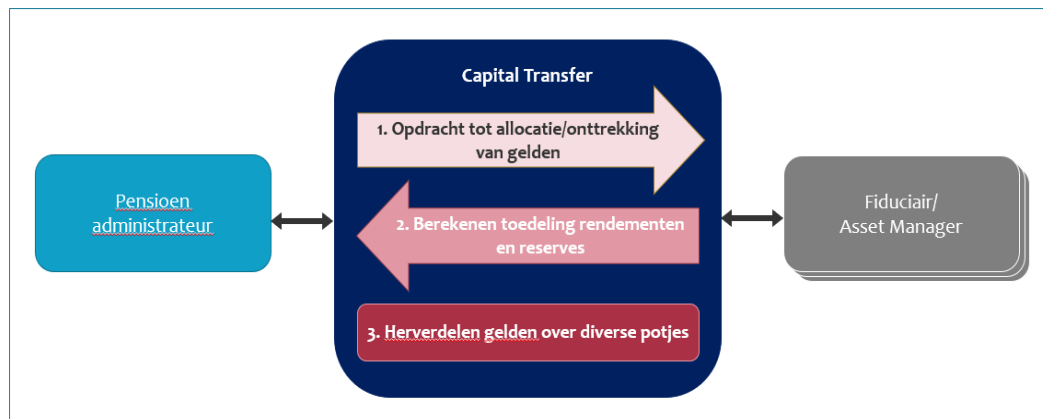 Capital Transfer
1. Opdracht tot allocatie/onttrekking
van gelden
Pensioen
administrateur
2. Berekenen toedeling rendementen
en reserves
Fiduciair/
Asset Manager
3. Herverdelen gelden over diverse potjes